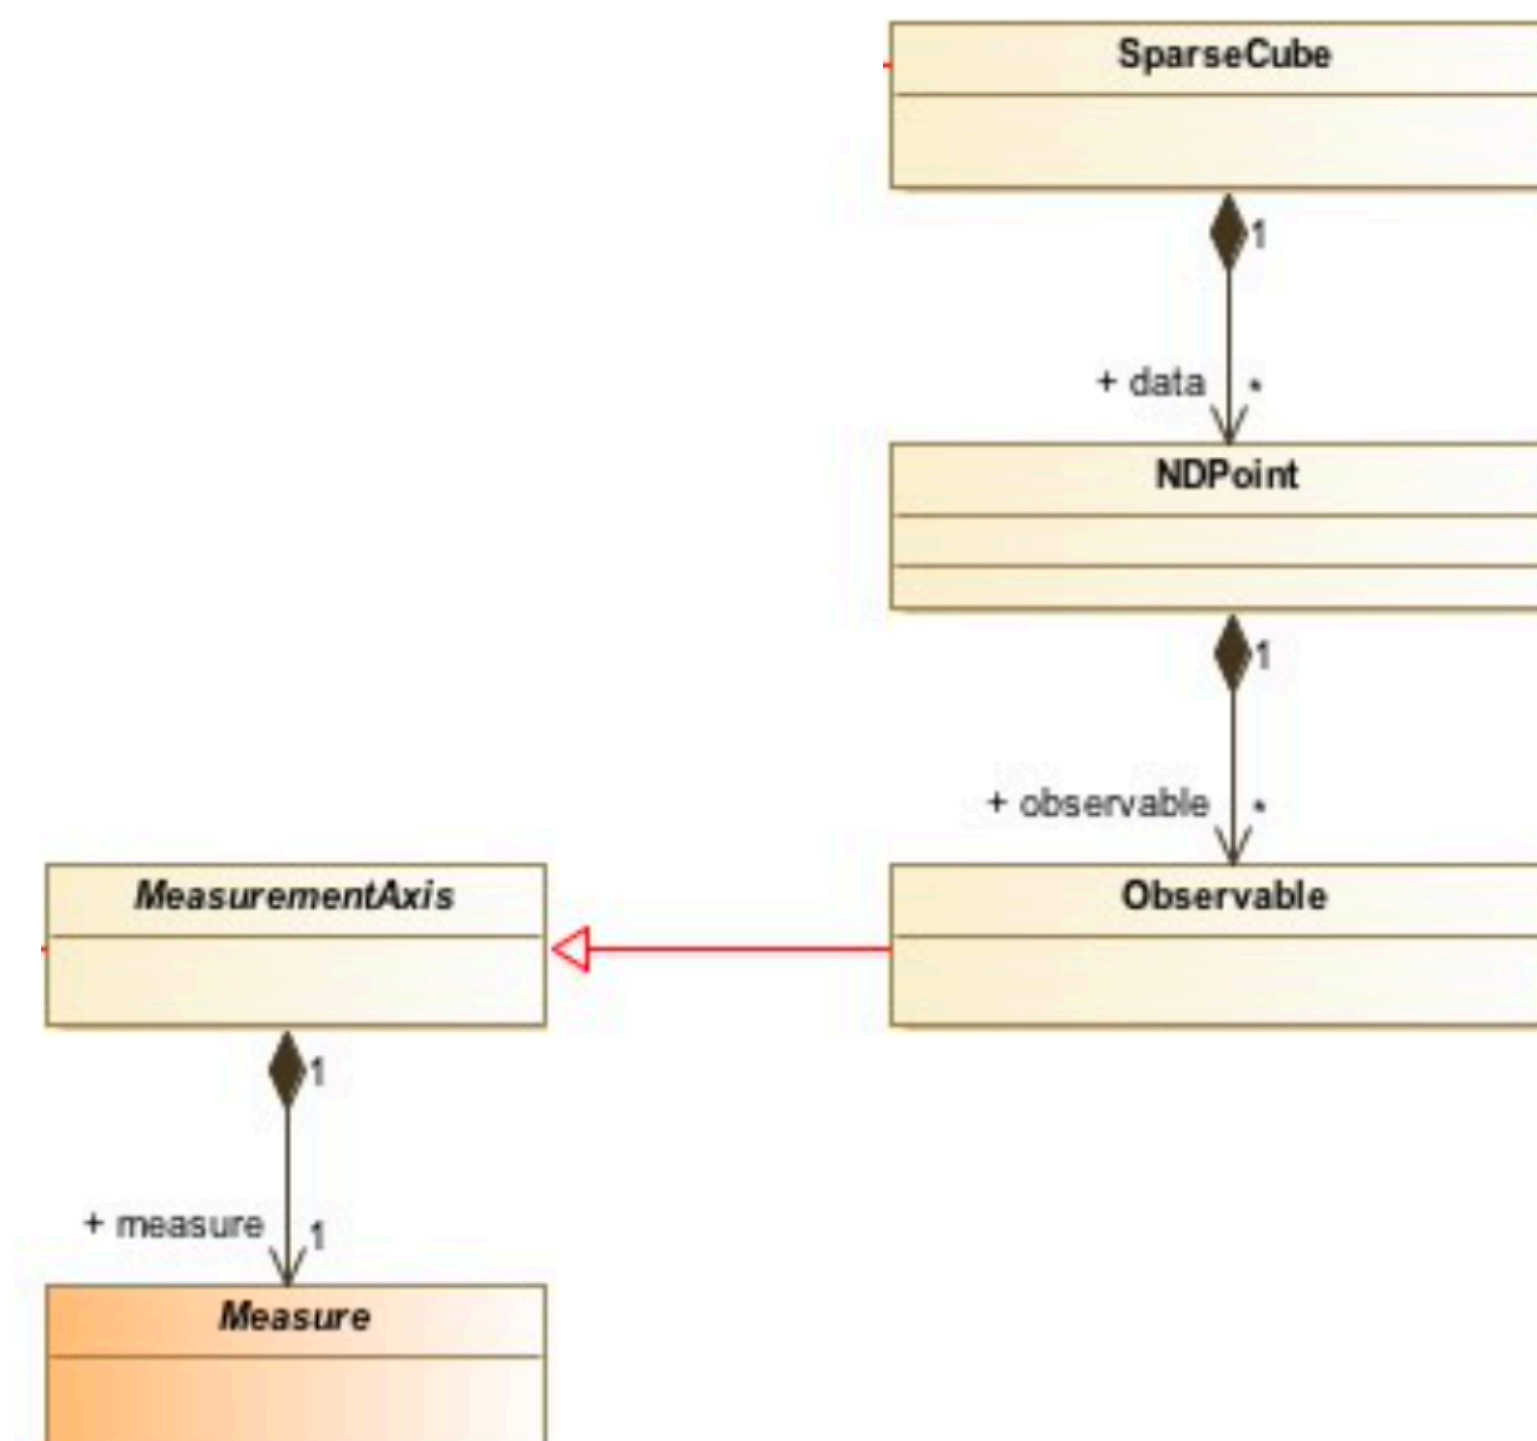 SparseCube
1
+ data *
NDPoint
1
+ observable *
MeasurementAxis
Observable
1
+ measure 1
Measure